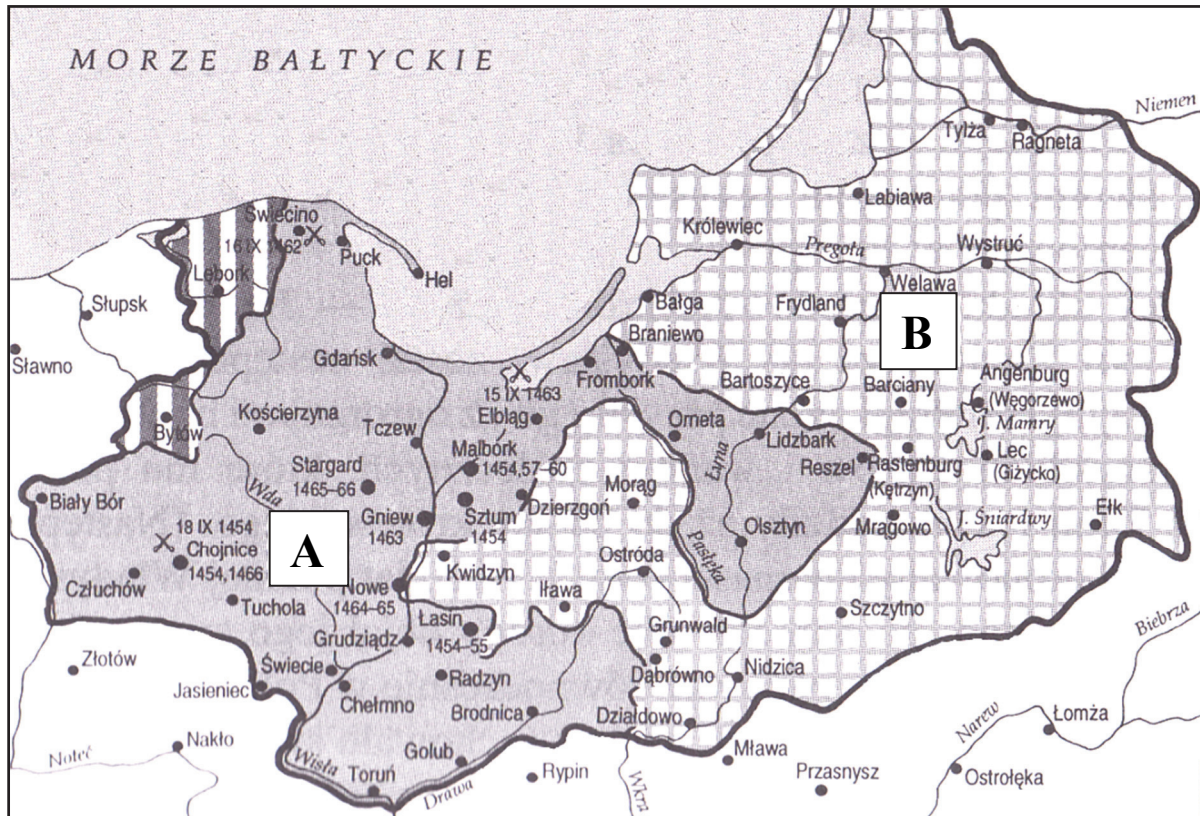 MORZE BAŁTYCKIE
Niemen
Tylża
Ragneta
Labiawa
Świecino
16 IX 1462
Puck
Królewiec
Pregoła
Wystruć
Lębork
Hel
Welawa
Słupsk
Bałga
Frydland
B
Braniewo
Sławno
Gdańsk
Frombork
15 IX 1463
Bartoszyce
Barciany
Angenburg
(Węgorzewo)
J. Mamry
Elbląg
Kościerzyna
Bytów
Tczew
Orneta
Łyna
Lidzbark
Malbórk
1454,57–60
Reszel
Rastenburg
(Kętrzyn)
Lec
(Giżycko)
Stargard
1465–66
Wda
Biały Bór
Morąg
Dzierzgoń
Sztum
1454
Gniew
1463
Mrągowo
J. Śniardwy
Ełk
18 IX 1454
Chojnice
1454,1466
A
Olsztyn
Pasłęka
Ostróda
Kwidzyn
Człuchów
Tuchola
Nowe
1464–65
Iława
Szczytno
Łasin
1454–55
Grudziądz
Grunwald
Biebrza
Dąbrówno
Nidzica
Złotów
Świecie
Radzyn
Jasieniec
Chełmno
Brodnica
Działdowo
Łomża
Narew
Nakło
Noteć
Wisła
Golub
Mława
Toruń
Drawa
Rypin
Wkra
Przasnysz
Ostrołęka